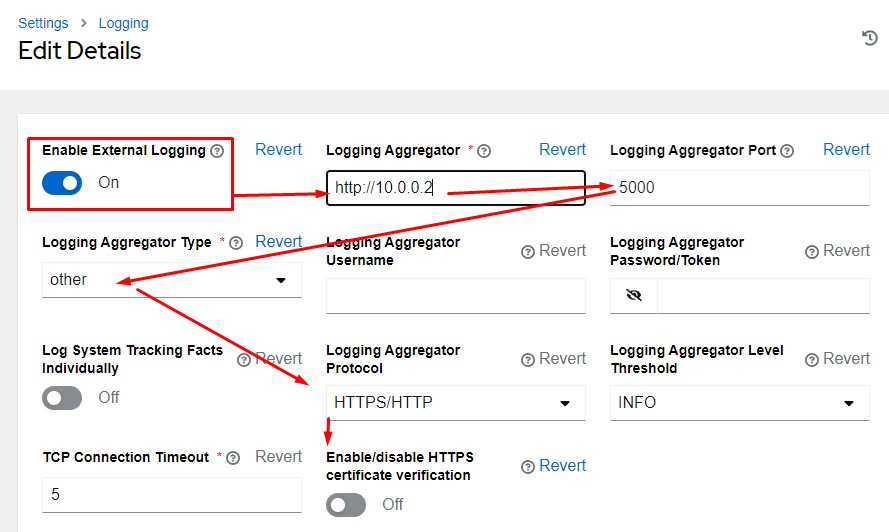 Settings > Logging
Edit Details
Enable External Logging Revert
On
Logging Aggregator * Revert
http://10.0.0.2
Logging Aggregator Port Revert
5000
Logging Aggregator Type * Revert
other
Logging Aggregator
Username Revert
Logging Aggregator
Password/Token Revert
Log System Tracking Facts
Individually Revert
Off
Logging Aggregator
Protocol Revert
HTTPS/HTTP
Logging Aggregator Level
Threshold Revert
INFO
TCP Connection Timeout * Revert
5
Enable/disable HTTPS
certificate verification Revert
Off